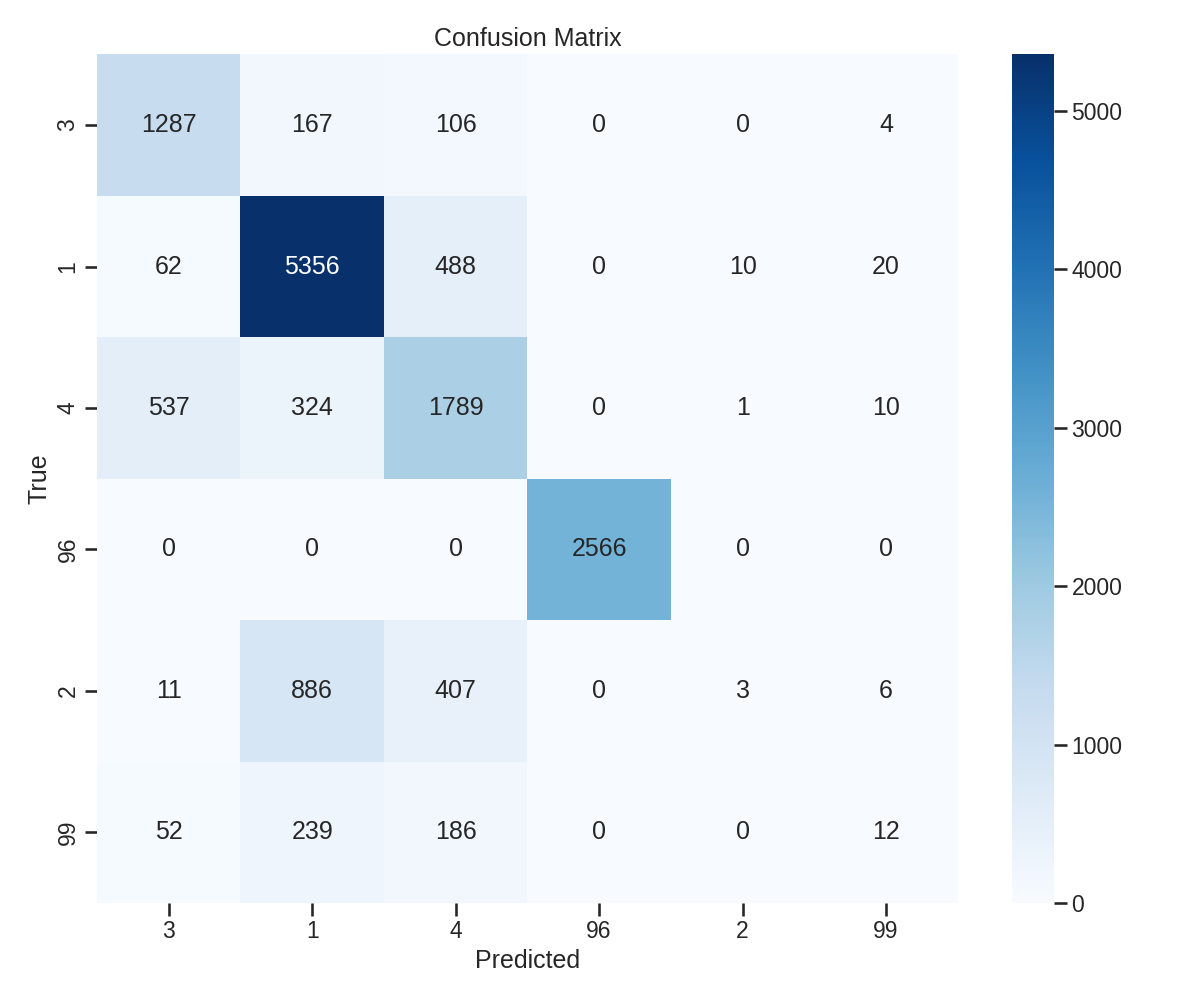 Confusion Matrix
3 1287 167 106 0 0 4
1 62 5356 488 0 10 20
4 537 324 1789 0 1 10
96 0 0 0 2566 0 0
2 11 886 407 0 3 6
99 52 239 186 0 0 12
3 1 4 96 2 99
Predicted
True
5000
4000
3000
2000
1000
0